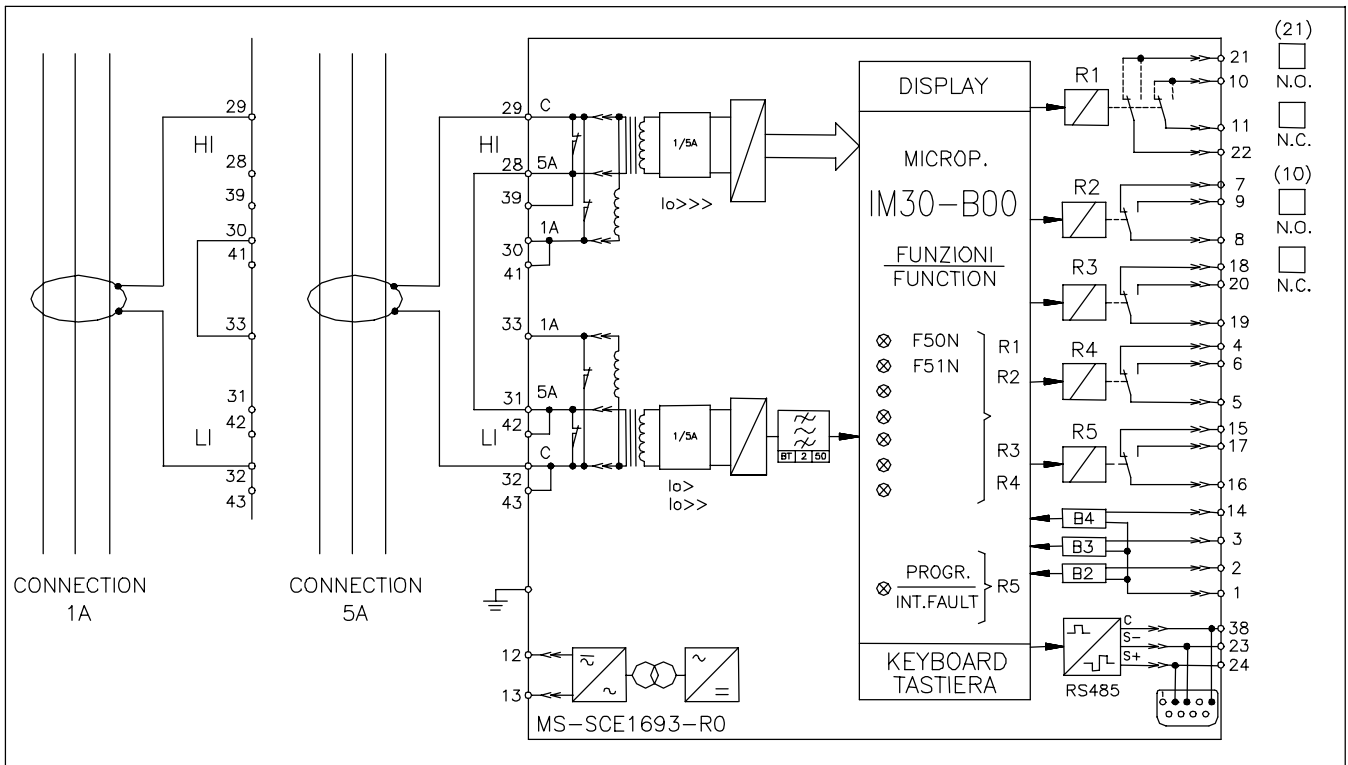 29
HI
28
39
30
41
33
31
42
LI
32
43
CONNECTION
1A
CONNECTION
5A
29
C
HI
28
5A
39
1A
30
41
33
1A
31
5A
42
LI
C
32
43
1/5A
Io>>>
1/5A
Io>
Io>>
BT 2 50
12
13
MS-SCE1693-R0
DISPLAY
MICROP.
IM30-B00
FUNZIONI
FUNCTION
F50N
F51N
R1
R2
R3
R4
PROGR.
INT.FAULT
R5
KEYBOARD
TASTIERA
R1
21
10
11
22
R2
7
9
8
R3
18
20
19
R4
4
6
5
R5
15
17
16
B4
14
B3
3
B2
2
1
C
38
S-
23
S+
24
RS485
1
(21)
N.O.
N.C.
(10)
N.O.
N.C.